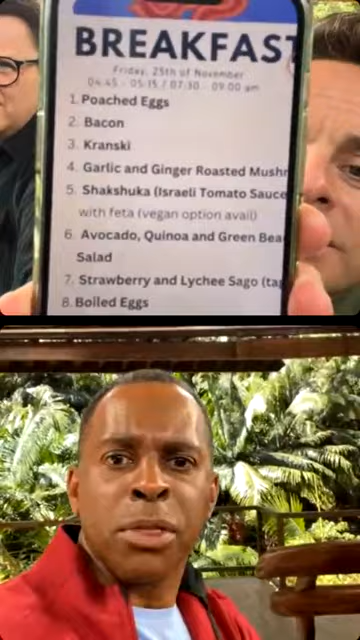 BREAKFAST
Friday, 25th of November
04:45 - 05:15 / 07:30 - 09:00 am
1. Poached Eggs
2. Bacon
3. Kranski
4. Garlic and Ginger Roasted Mushr
5. Shakshuka (Israeli Tomato Sauce
with feta (vegan option avail)
6. Avocado, Quinoa and Green Bea
Salad
7. Strawberry and Lychee Sago (tap
8. Boiled Eggs